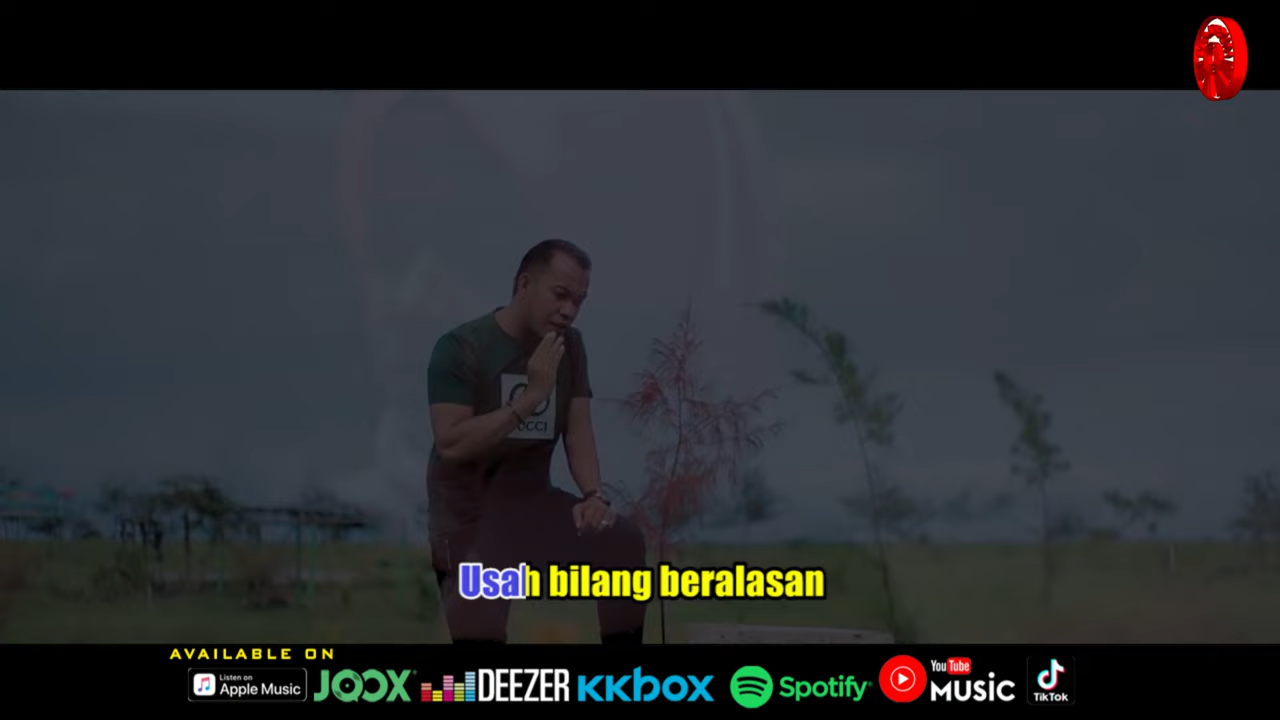 Usah bilang beralasan
AVAILABLE ON
Listen on
Apple Music
JOOX
DEEZER
KKBOX
Spotify
YouTube
MUSIC
TikTok